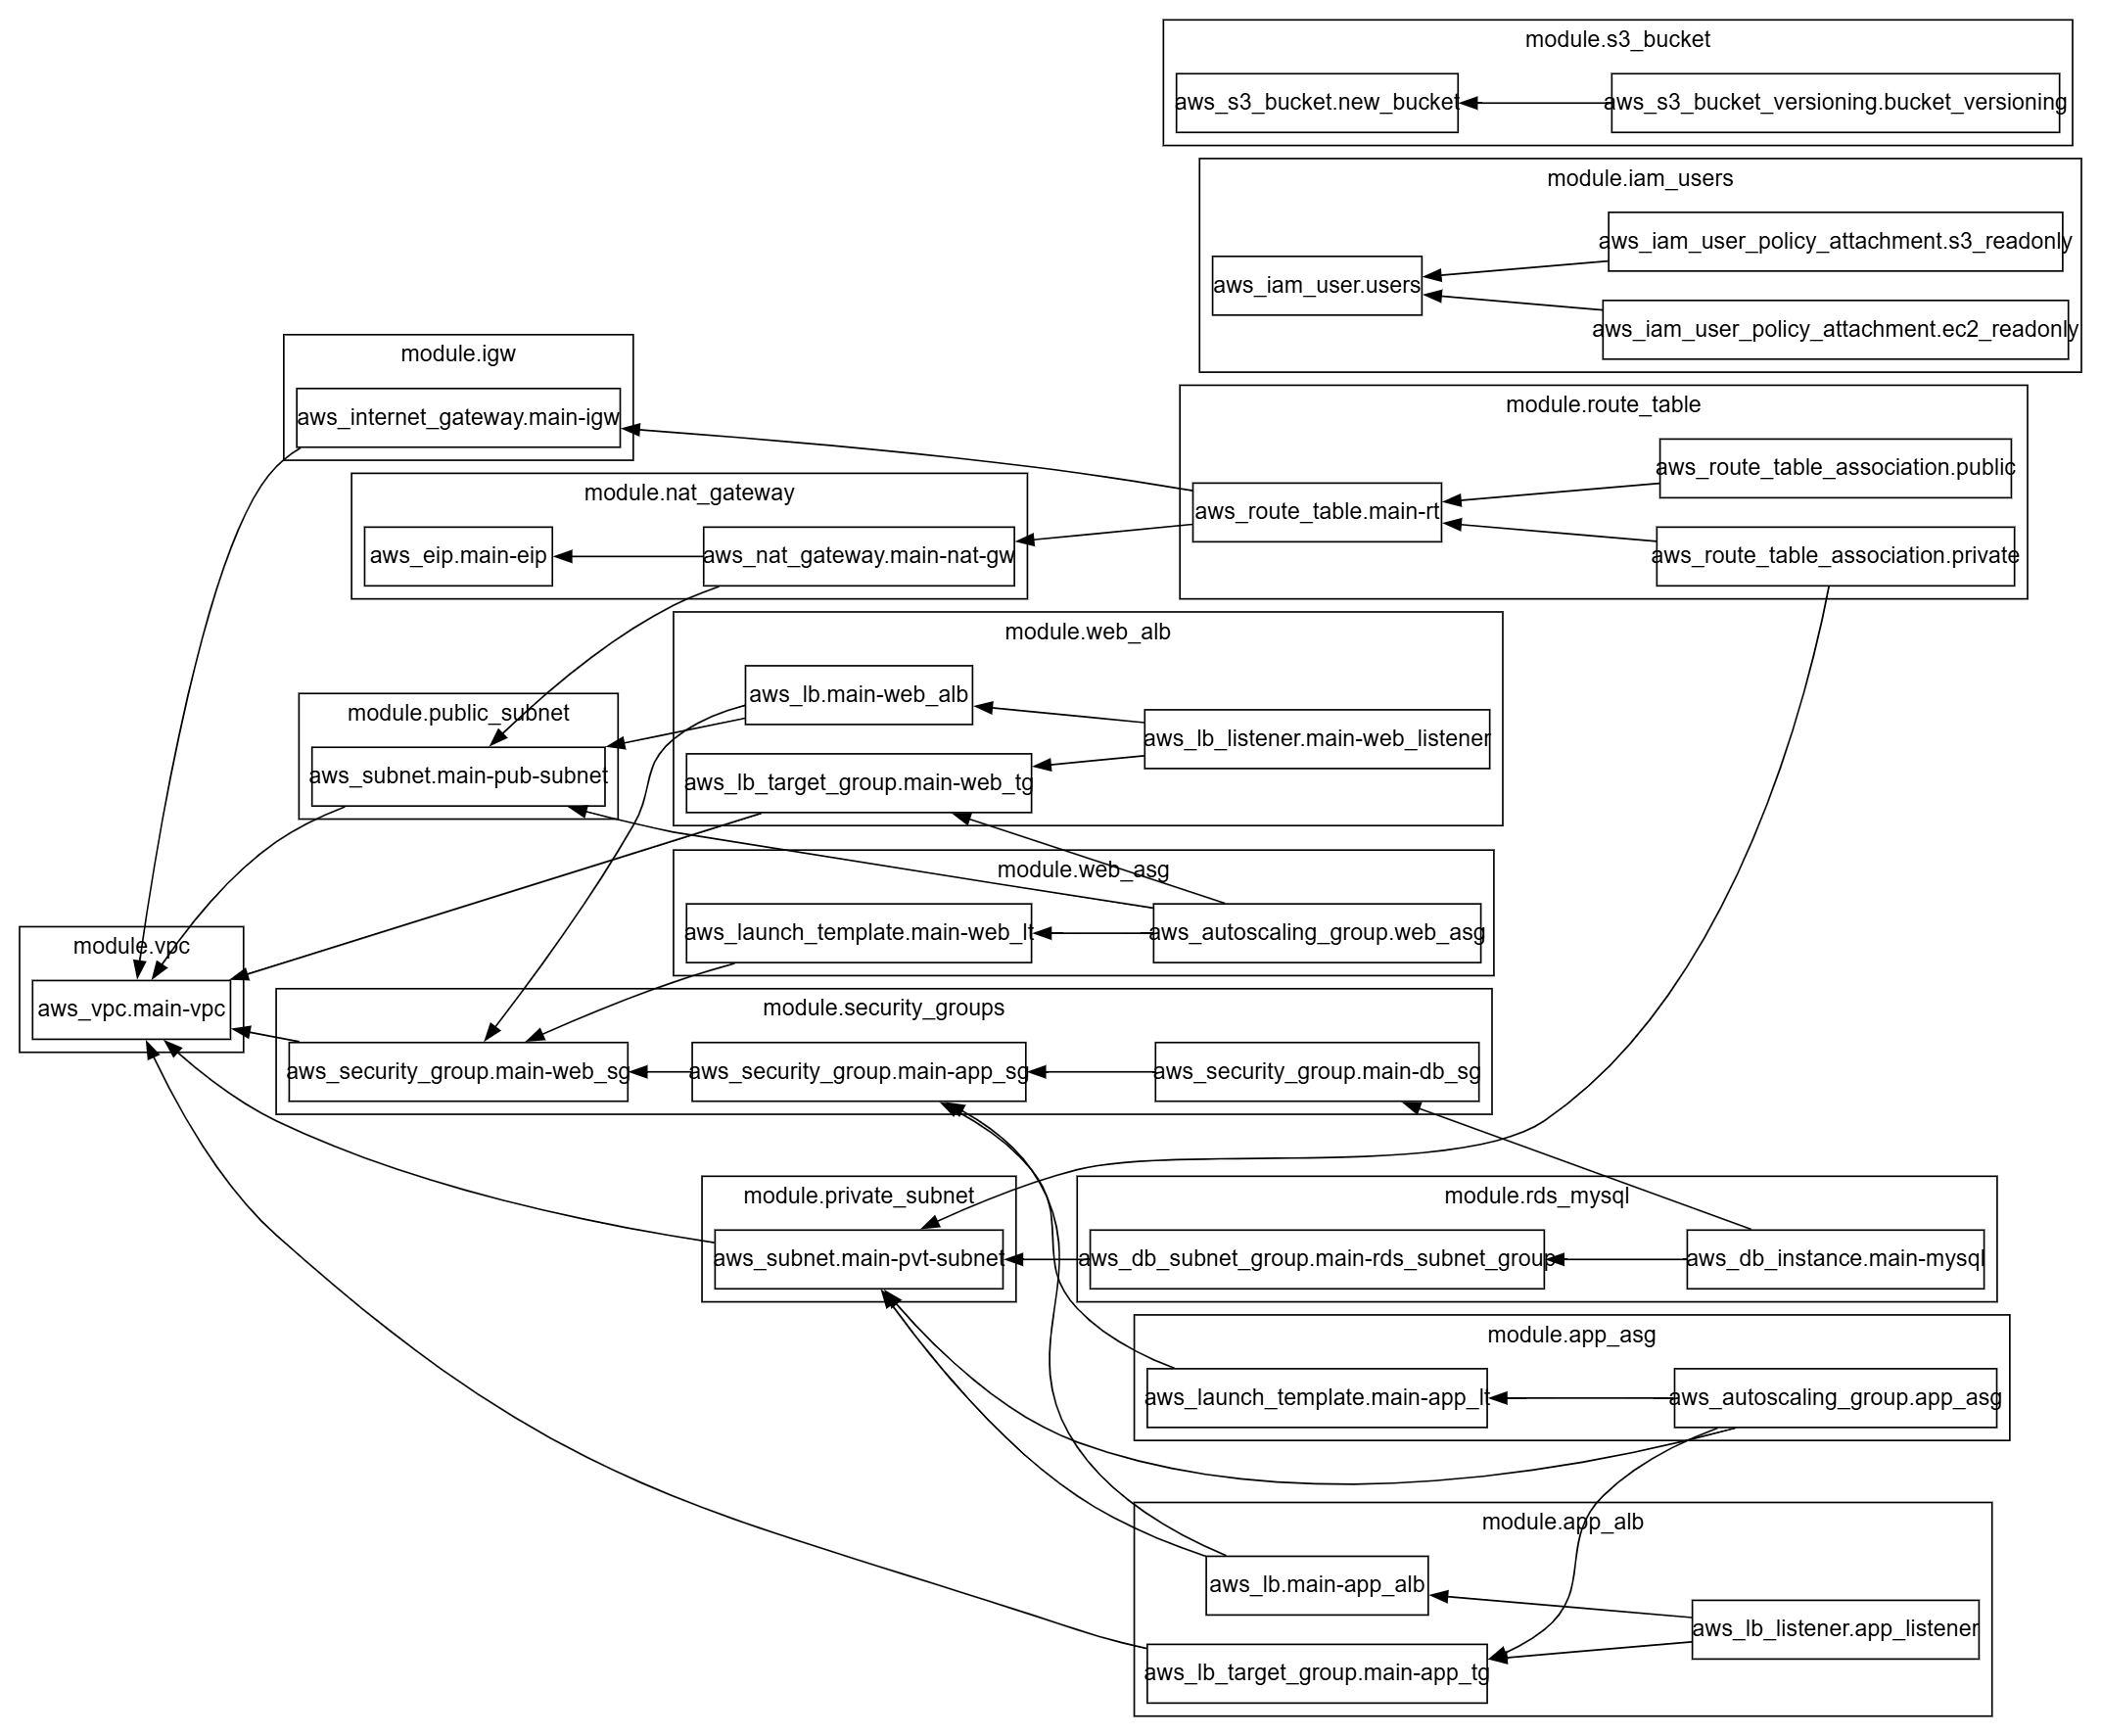 module.s3_bucket
aws_s3_bucket.new_bucket
aws_s3_bucket_versioning.bucket_versioning
module.iam_users
aws_iam_user_policy_attachment.s3_readonly
aws_iam_user.users
aws_iam_user_policy_attachment.ec2_readonly
module.igw
aws_internet_gateway.main-igw
module.route_table
aws_route_table_association.public
aws_route_table.main-rt
aws_route_table_association.private
module.nat_gateway
aws_eip.main-eip
aws_nat_gateway.main-nat-gw
module.web_alb
aws_lb.main-web_alb
aws_lb_listener.main-web_listener
aws_lb_target_group.main-web_tg
module.public_subnet
aws_subnet.main-pub-subnet
module.web_asg
aws_launch_template.main-web_lt
aws_autoscaling_group.web_asg
module.vpc
aws_vpc.main-vpc
module.security_groups
aws_security_group.main-web_sg
aws_security_group.main-app_sg
aws_security_group.main-db_sg
module.private_subnet
aws_subnet.main-pvt-subnet
module.rds_mysql
aws_db_subnet_group.main-rds_subnet_group
aws_db_instance.main-mysql
module.app_asg
aws_launch_template.main-app_lt
aws_autoscaling_group.app_asg
module.app_alb
aws_lb.main-app_alb
aws_lb_listener.app_listener
aws_lb_target_group.main-app_tg